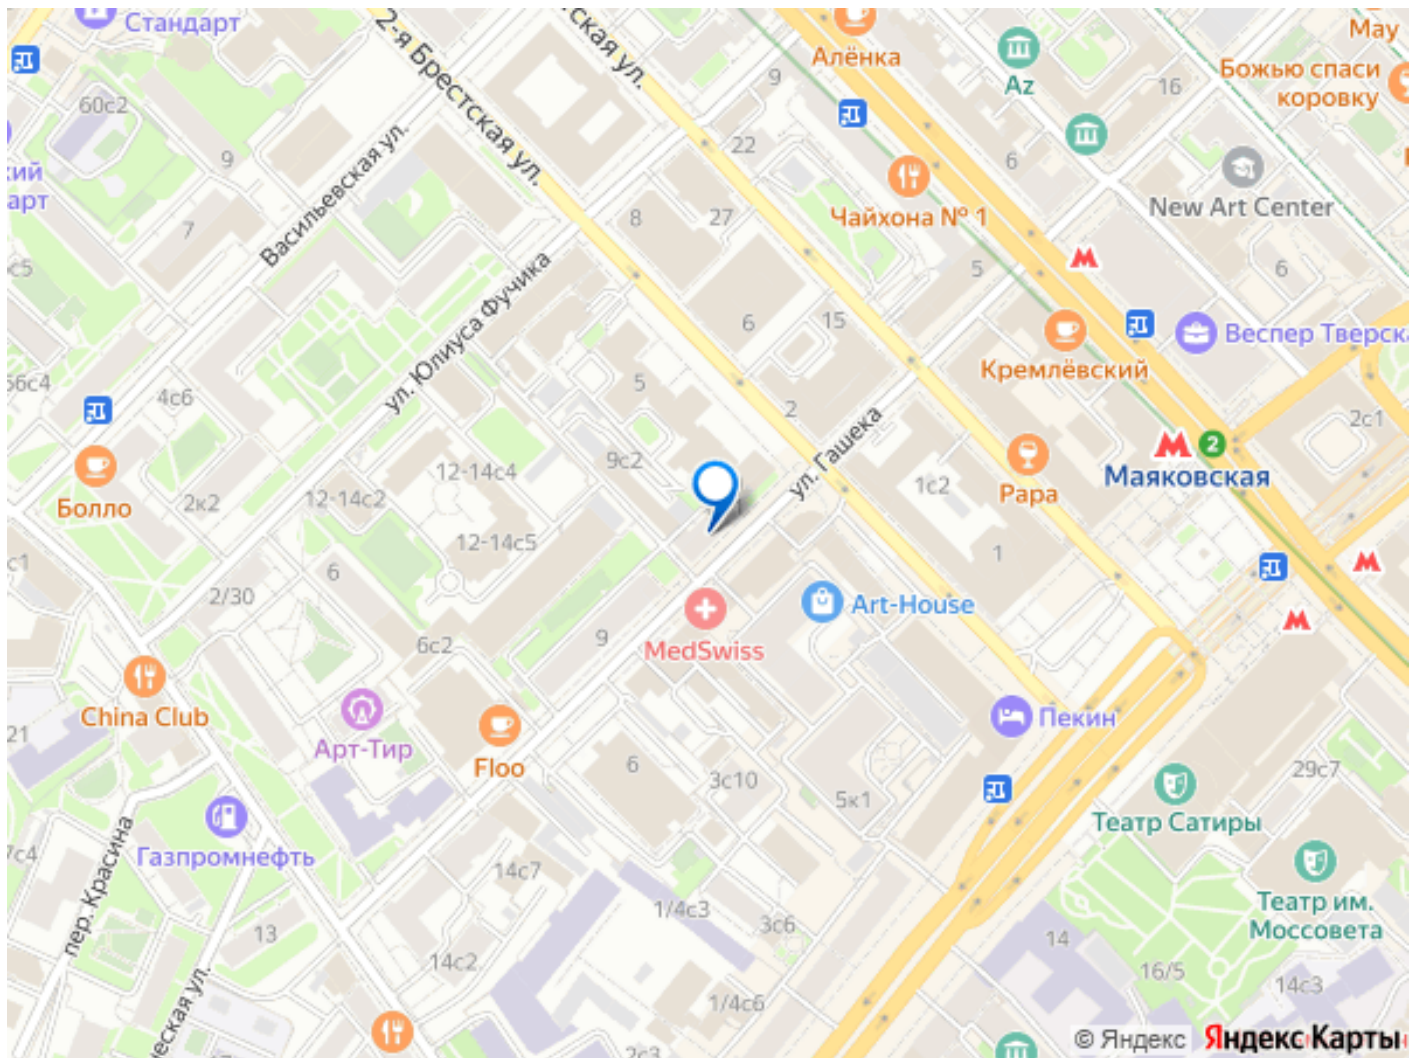 Стандарт
2-я Брестская ул.
ская ул.
Алёнка
9
Az
16
May
Божью спаси
коровку
60с2
9
Васильевская ул.
22
6
New Art Center
кий
арт
7
8
27
Чайхона № 1
5
6
с5
ул. Юлиуса Фучика
6
15
Кремлёвский
Веспер Тверска
56с4
4с6
5
2
ул. Гашека
2с1
Болло
2к2
12-14с2
12-14с4
9с2
1с2
Papa
Маяковская
2
с1
12-14с5
1
6
2/30
Art-House
6с2
9
MedSwiss
China Club
21
Арт-Тир
Floo
Пекин
6
3с10
5к1
29с7
Театр Сатиры
7с4
пер. Красина
Газпромнефть
14с7
Театр им.
Моссовета
1/4с3
3с6
13
14с2
14
16/5
14с3
ческая ул.
1/4с6
2с3
© Яндекс Яндекс Карты